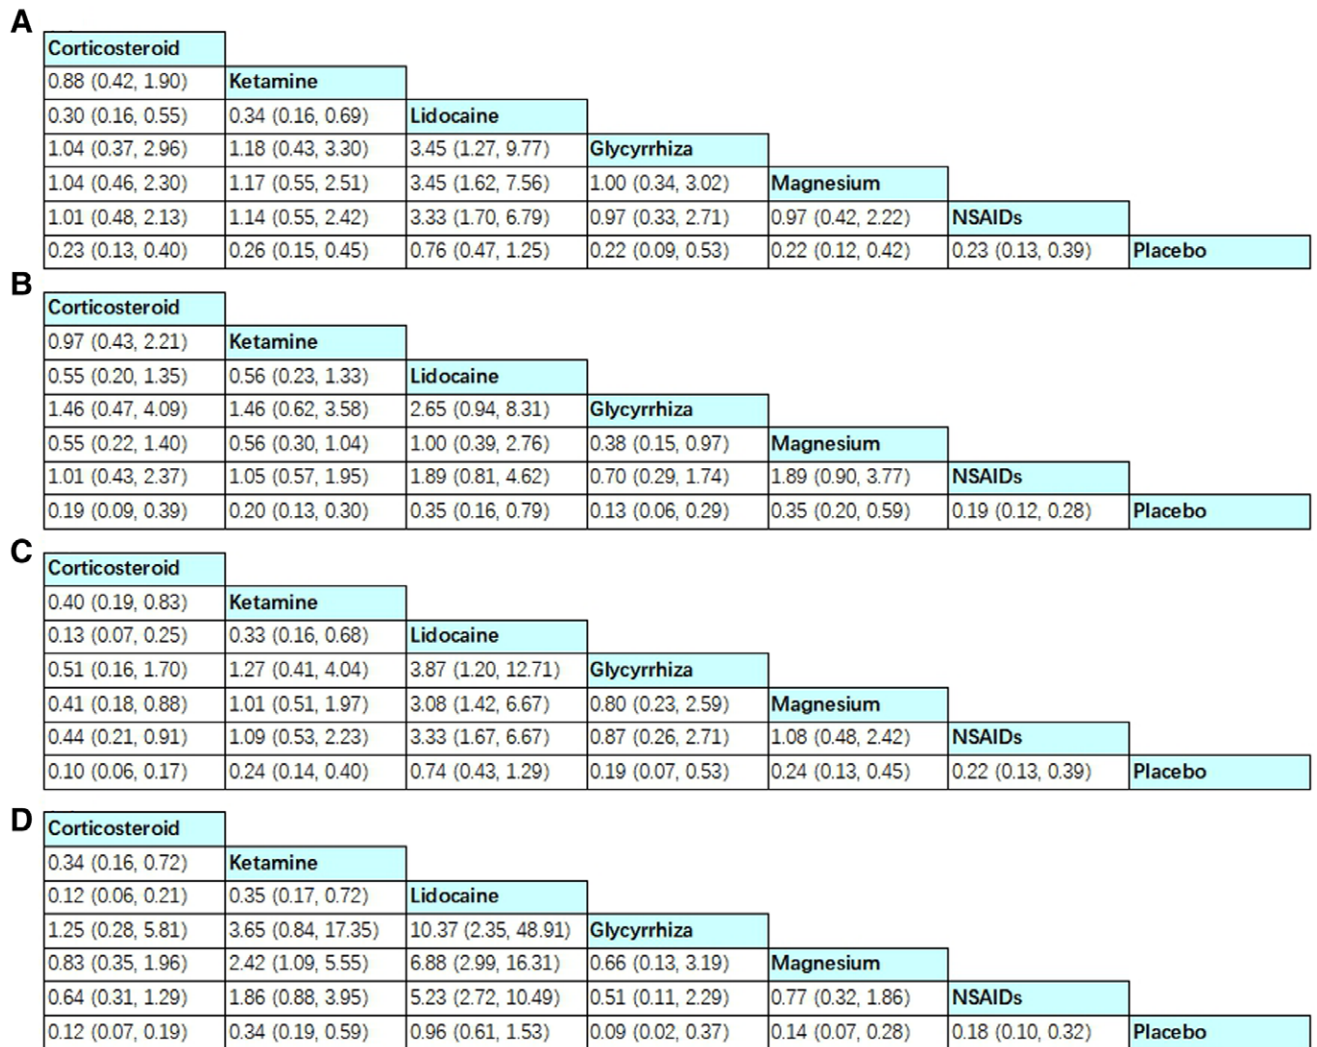 A
Corticosteroid
0.88 (0.42, 1.90) Ketamine
0.30 (0.16, 0.55) 0.34 (0.16, 0.69) Lidocaine
1.04 (0.37, 2.96) 1.18 (0.43, 3.30) 3.45 (1.27, 9.77) Glycyrrhiza
1.04 (0.46, 2.30) 1.17 (0.55, 2.51) 3.45 (1.62, 7.56) 1.00 (0.34, 3.02) Magnesium
1.01 (0.48, 2.13) 1.14 (0.55, 2.42) 3.33 (1.70, 6.79) 0.97 (0.33, 2.71) 0.97 (0.42, 2.22) NSAIDs
0.23 (0.13, 0.40) 0.26 (0.15, 0.45) 0.76 (0.47, 1.25) 0.22 (0.09, 0.53) 0.22 (0.12, 0.42) 0.23 (0.13, 0.39) Placebo
B
Corticosteroid
0.97 (0.43, 2.21) Ketamine
0.55 (0.20, 1.35) 0.56 (0.23, 1.33) Lidocaine
1.46 (0.47, 4.09) 1.46 (0.62, 3.58) 2.65 (0.94, 8.31) Glycyrrhiza
0.55 (0.22, 1.40) 0.56 (0.30, 1.04) 1.00 (0.39, 2.76) 0.38 (0.15, 0.97) Magnesium
1.01 (0.43, 2.37) 1.05 (0.57, 1.95) 1.89 (0.81, 4.62) 0.70 (0.29, 1.74) 1.89 (0.90, 3.77) NSAIDs
0.19 (0.09, 0.39) 0.20 (0.13, 0.30) 0.35 (0.16, 0.79) 0.13 (0.06, 0.29) 0.35 (0.20, 0.59) 0.19 (0.12, 0.28) Placebo
C
Corticosteroid
0.40 (0.19, 0.83) Ketamine
0.13 (0.07, 0.25) 0.33 (0.16, 0.68) Lidocaine
0.51 (0.16, 1.70) 1.27 (0.41, 4.04) 3.87 (1.20, 12.71) Glycyrrhiza
0.41 (0.18, 0.88) 1.01 (0.51, 1.97) 3.08 (1.42, 6.67) 0.80 (0.23, 2.59) Magnesium
0.44 (0.21, 0.91) 1.09 (0.53, 2.23) 3.33 (1.67, 6.67) 0.87 (0.26, 2.71) 1.08 (0.48, 2.42) NSAIDs
0.10 (0.06, 0.17) 0.24 (0.14, 0.40) 0.74 (0.43, 1.29) 0.19 (0.07, 0.53) 0.24 (0.13, 0.45) 0.22 (0.13, 0.39) Placebo
D
Corticosteroid
0.34 (0.16, 0.72) Ketamine
0.12 (0.06, 0.21) 0.35 (0.17, 0.72) Lidocaine
1.25 (0.28, 5.81) 3.65 (0.84, 17.35) 10.37 (2.35, 48.91) Glycyrrhiza
0.83 (0.35, 1.96) 2.42 (1.09, 5.55) 6.88 (2.99, 16.31) 0.66 (0.13, 3.19) Magnesium
0.64 (0.31, 1.29) 1.86 (0.88, 3.95) 5.23 (2.72, 10.49) 0.51 (0.11, 2.29) 0.77 (0.32, 1.86) NSAIDs
0.12 (0.07, 0.19) 0.34 (0.19, 0.59) 0.96 (0.61, 1.53) 0.09 (0.02, 0.37) 0.14 (0.07, 0.28) 0.18 (0.10, 0.32) Placebo